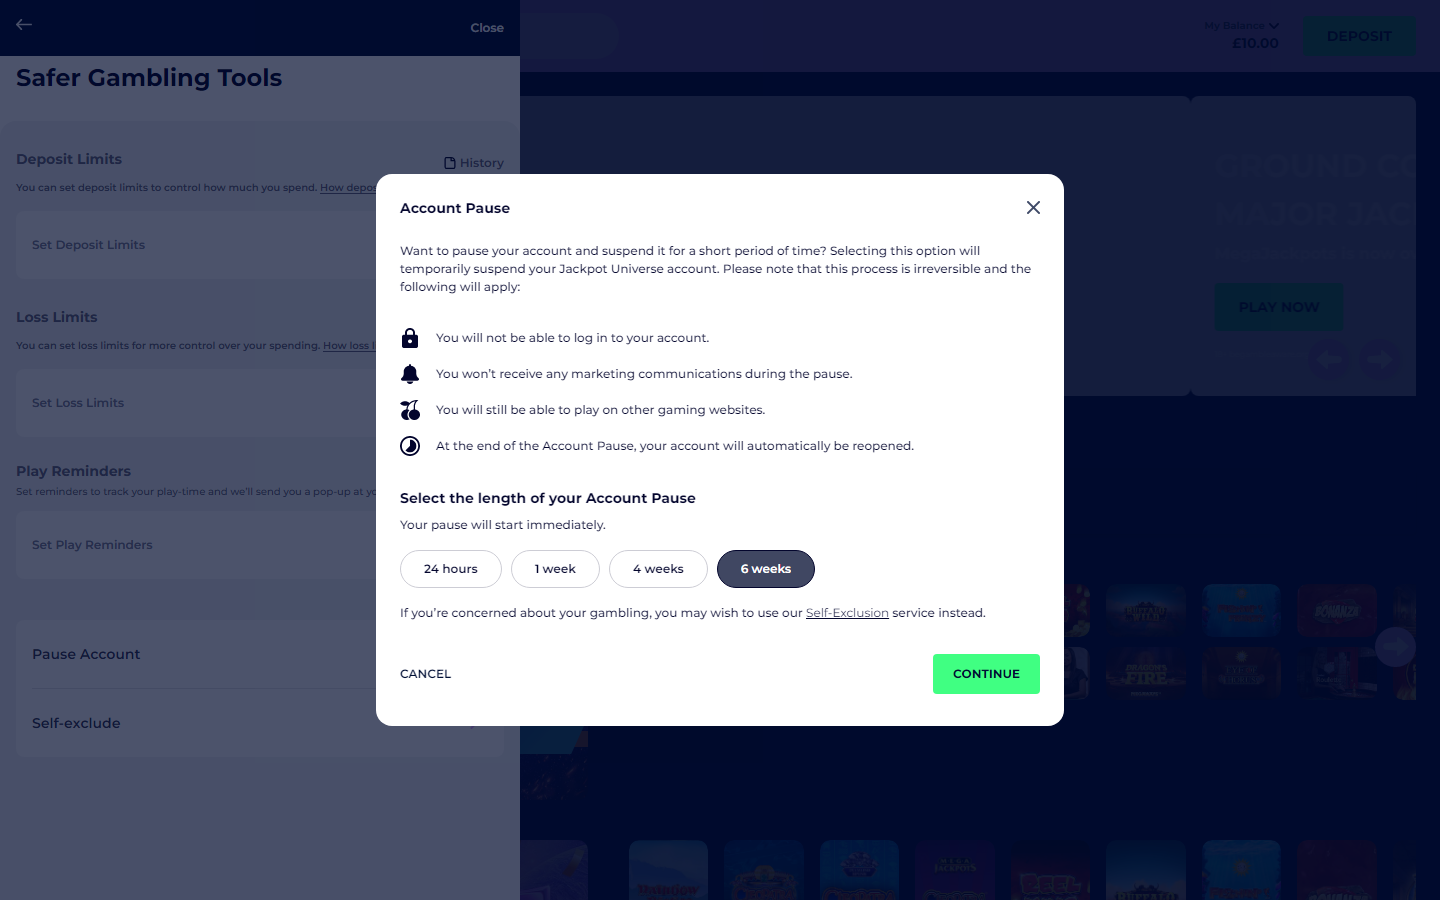 Close
My Balance
£10.00
DEPOSIT
Safer Gambling Tools
Deposit Limits
History
You can set deposit limits to control how much you spend. How depos
Set Deposit Limits
Loss Limits
You can set loss limits for more control over your spending. How loss l
Set Loss Limits
Play Reminders
Set reminders to track your play-time and we'll send you a pop-up at yo
Set Play Reminders
Pause Account
Self-exclude
GROUND CO
MAJOR JAC
PLAY NOW
Account Pause
Want to pause your account and suspend it for a short period of time? Selecting this option will
temporarily suspend your Jackpot Universe account. Please note that this process is irreversible and the
following will apply:
You will not be able to log in to your account.
You won't receive any marketing communications during the pause.
You will still be able to play on other gaming websites.
At the end of the Account Pause, your account will automatically be reopened.
Select the length of your Account Pause
Your pause will start immediately.
24 hours
1 week
4 weeks
6 weeks
If you're concerned about your gambling, you may wish to use our Self-Exclusion service instead.
CANCEL
CONTINUE
BONANZA
DRAGON'S
FIRE
REEL